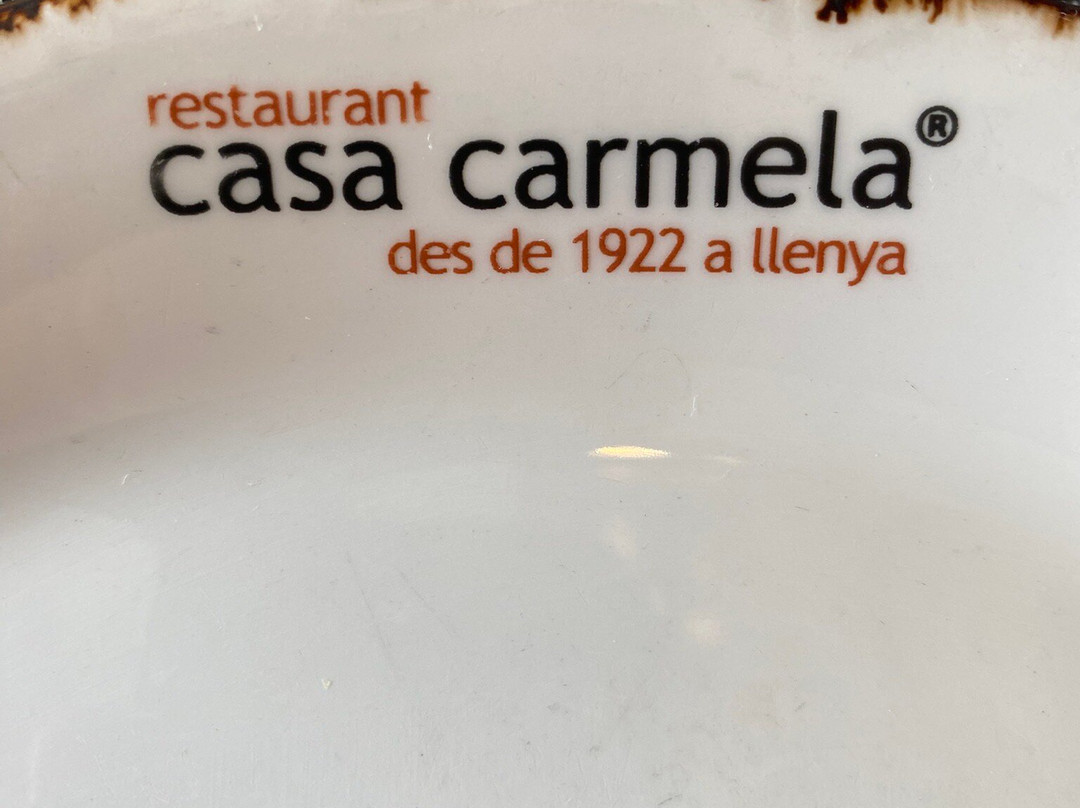 restaurant
casa carmela®
des de 1922 a llenya